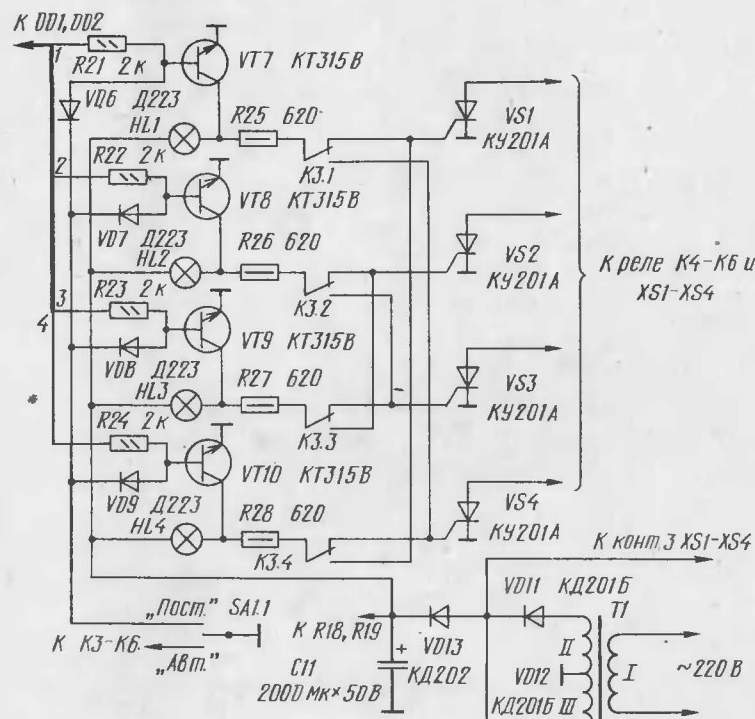 К DD1, DD2
1
R21 2к
VT7 КТ315В
VD6 Д223
HL1
R25 620
К3.1
VS1
КУ201А
2
R22 2к
VT8
КТ315В
VD7 Д223
HL2
R26 620
К3.2
VS2
КУ201А
К реле К4-К6 и
XS1-XS4
3
R23 2к
4
VT9 КТ315В
VD8 Д223
HL3
R27 620
К3.3
VS3
КУ201А
R24 2к
VT10 КТ315В
VD9 Д223
HL4
R28 620
К3.4
VS4
КУ201А
К конт. 3 XS1-XS4
„Пост.” SA1.1
К К3-К6
„Авт.”
К R18, R19
VD13
КД202
+
C11
2000 мк × 50 В
VD11 КД201Б
T1
II
VD12
КД201Б III
I
~220 В